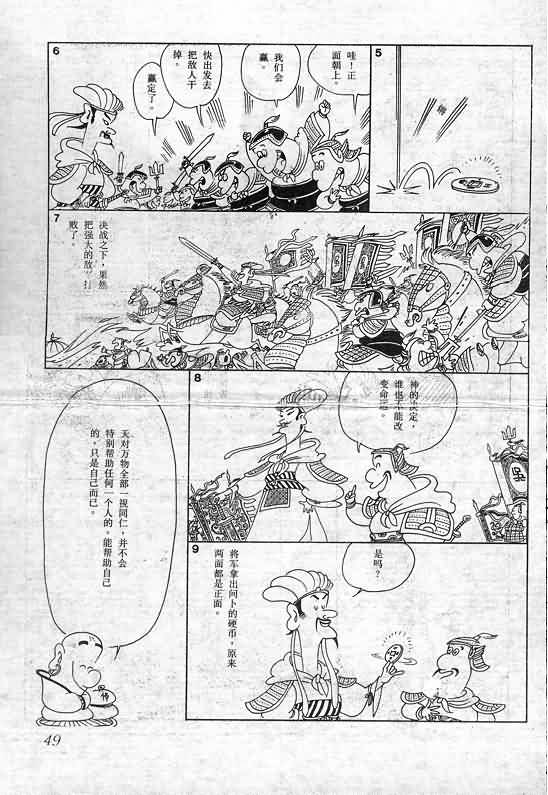 5
6
哇！正
面朝上。
我们会
赢。
快出发去
把敌人干
掉。
赢定了。
7
决战之下，果然
把强大的敌
败了。
8
神的决定，
谁也不能改
变命运。
9
是吗？
将军拿出问卜的硬币，原来
两面都是正面。
天对万物全部一视同仁，并不会
特别帮助任何一个人的。能帮助自己
的，只是自己而已。
49